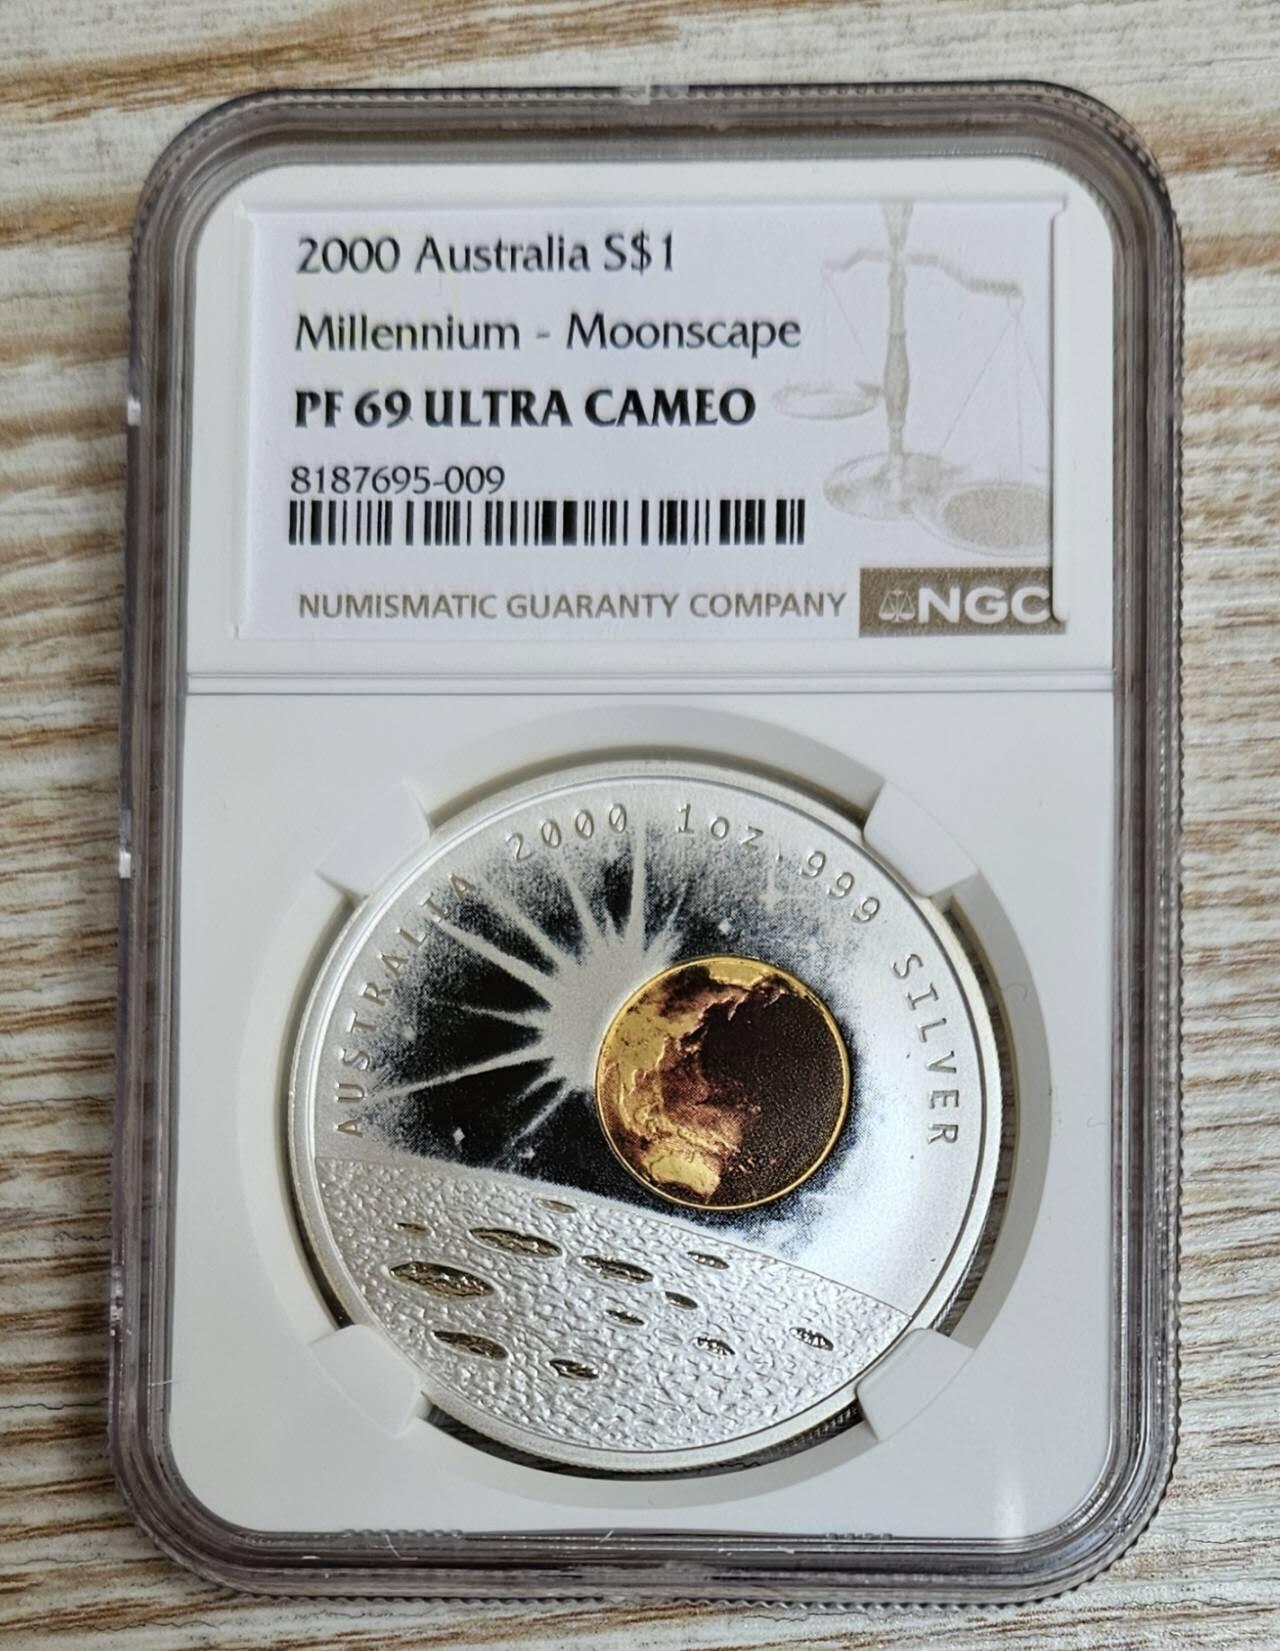 2000 Australia S$1
Millennium - Moonscape
PF 69 ULTRA CAMEO
8187695-009
NUMISMATIC GUARANTY COMPANY NGC
AUSTRALIA 2000 1oz .999 SILVER